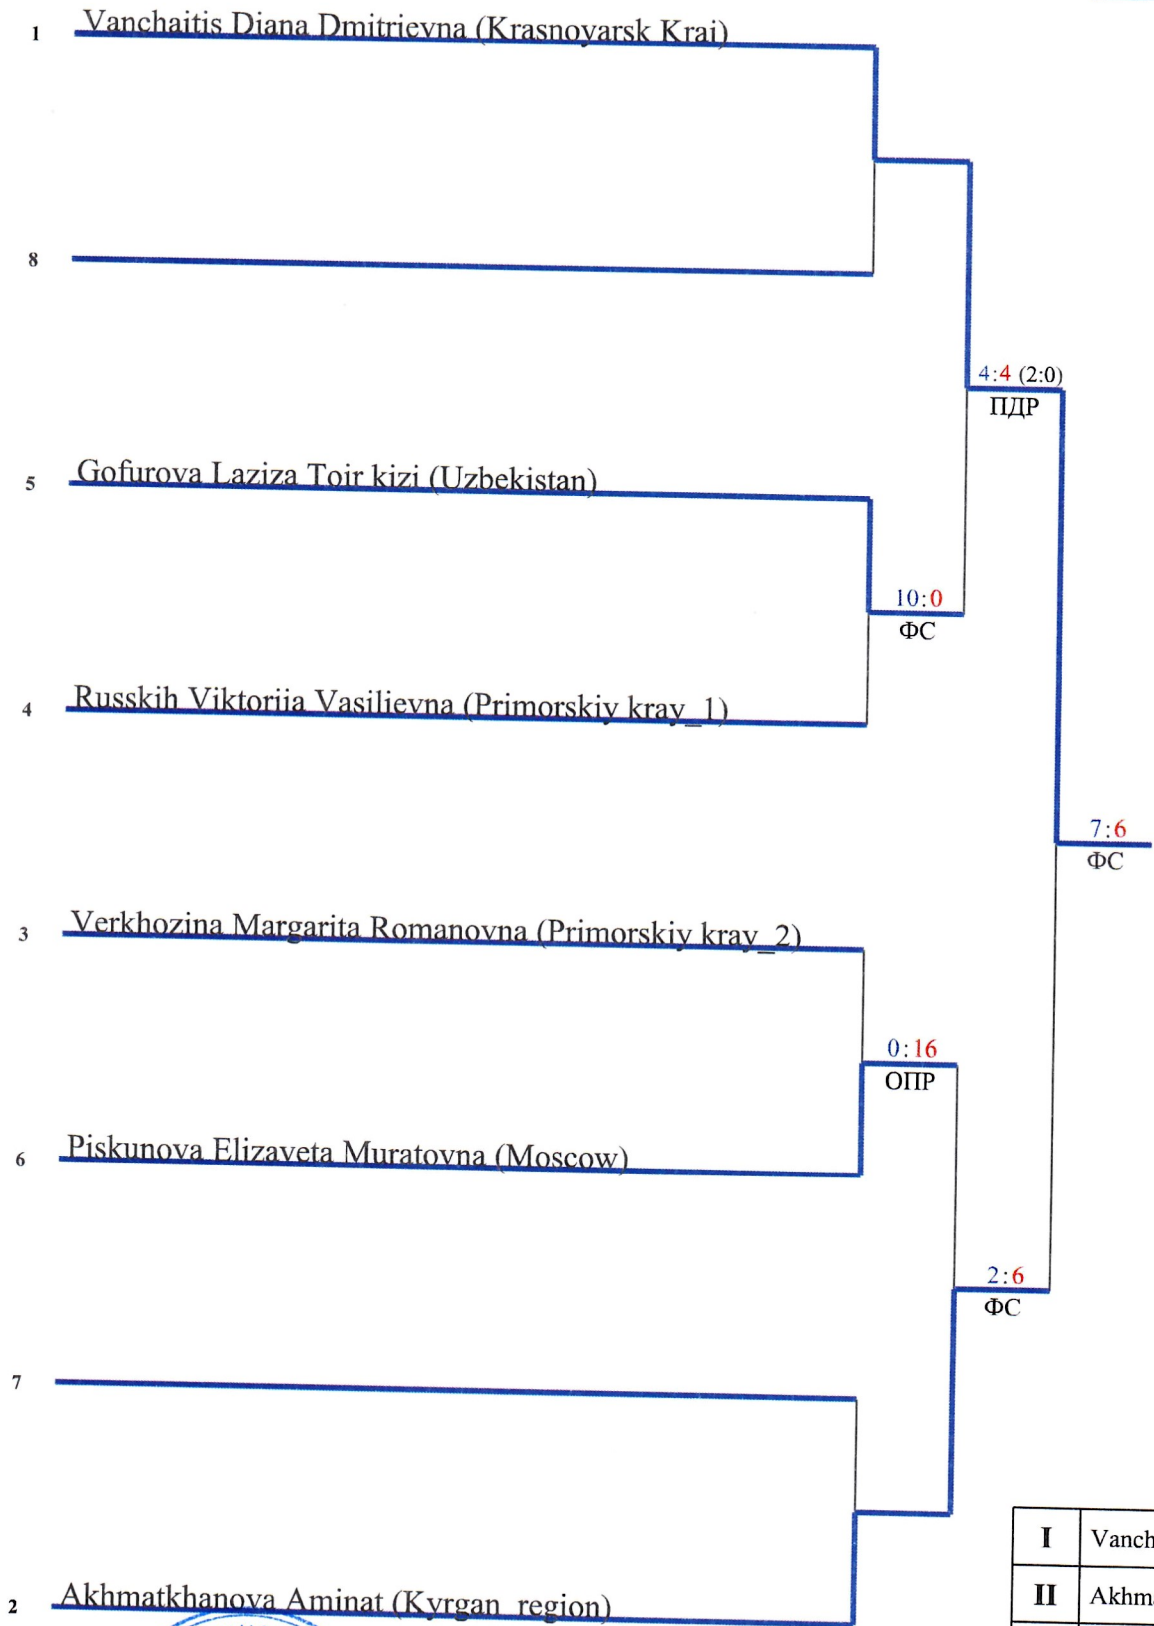 1 Vanchaitis Diana Dmitrievna (Krasnoyarsk Krai)
8
4:4 (2:0)
ПДР
5 Gofurova Laziza Toir kizi (Uzbekistan)
10:0
ФС
4 Russkih Viktoriia Vasilievna (Primorskiy kray_1)
7:6
ФС
3 Verkhozina Margarita Romanovna (Primorskiy kray_2)
0:16
ОПР
6 Piskunova Elizaveta Muratovna (Moscow)
2:6
ФС
7
I Vanch
II Akhma
2 Akhmatkhanova Aminat (Kyrgan_region)